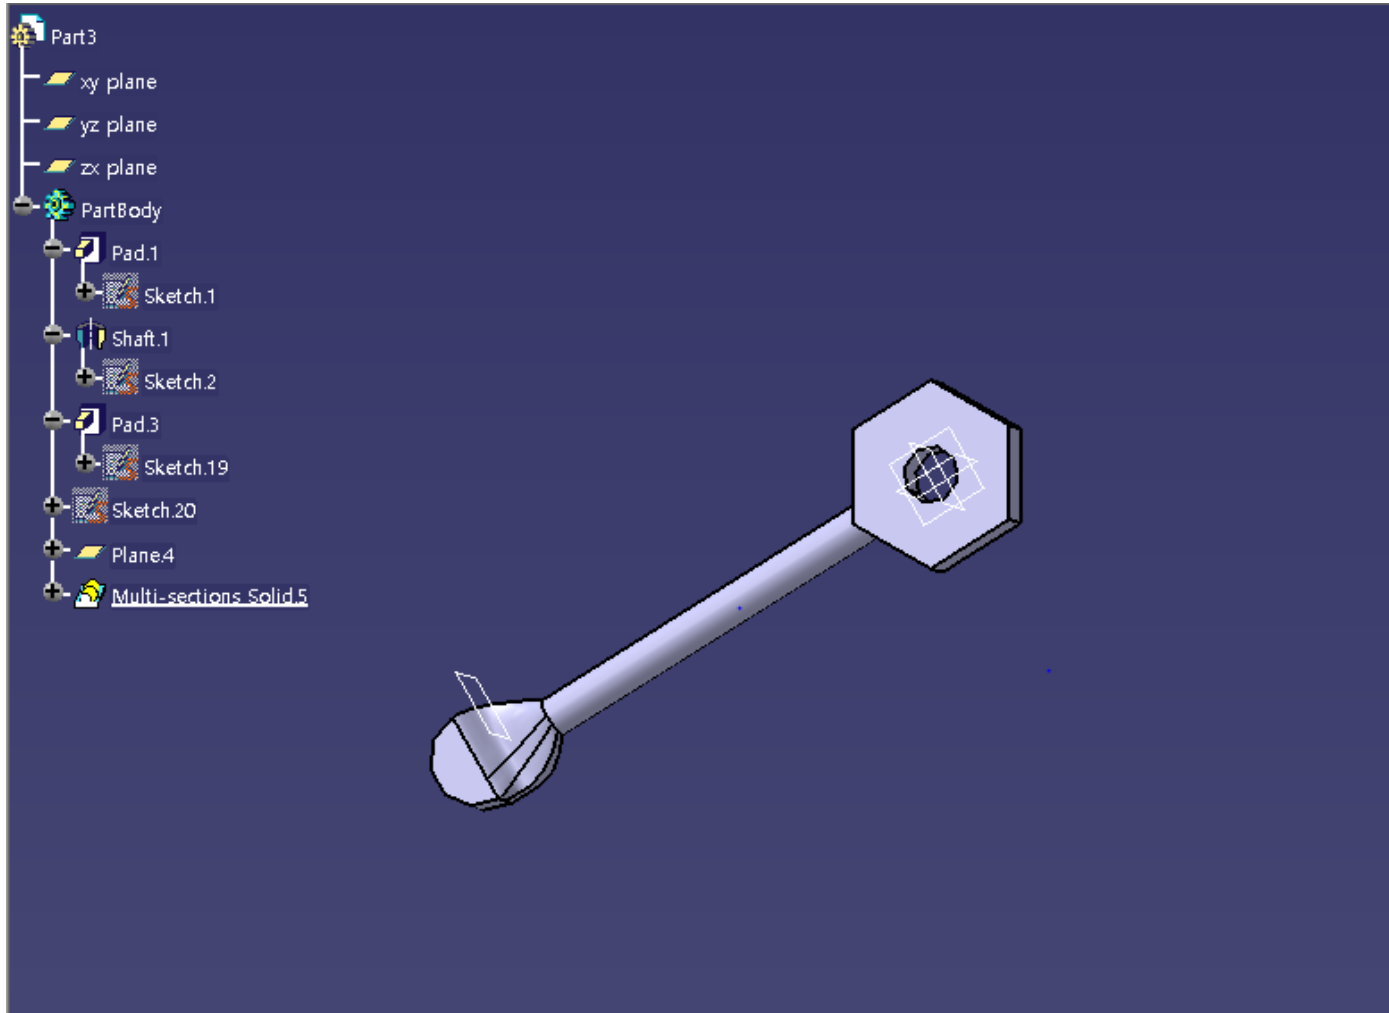 Part3
xy plane
yz plane
zx plane
PartBody
Pad.1
Sketch.1
Shaft.1
Sketch.2
Pad.3
Sketch.19
Sketch.20
Plane.4
Multi-sections Solid.5